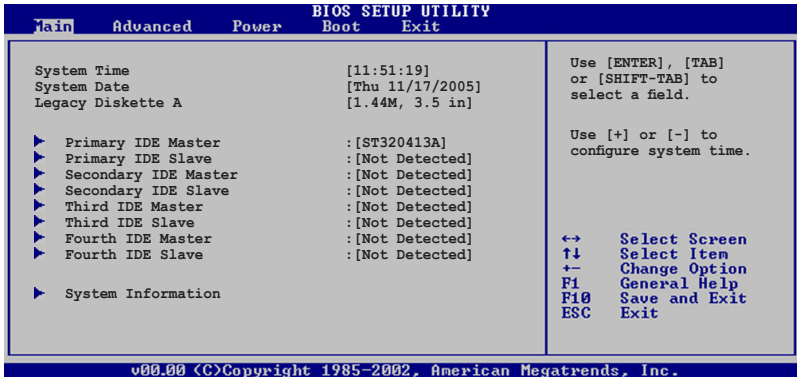 BIOS SETUP UTILITY
Main Advanced Power Boot Exit
System Time [11:51:19]
System Date [Thu 11/17/2005]
Legacy Diskette A [1.44M, 3.5 in]
Primary IDE Master :[ST320413A]
Primary IDE Slave :[Not Detected]
Secondary IDE Master :[Not Detected]
Secondary IDE Slave :[Not Detected]
Third IDE Master :[Not Detected]
Third IDE Slave :[Not Detected]
Fourth IDE Master :[Not Detected]
Fourth IDE Slave :[Not Detected]
System Information
Use [ENTER], [TAB]
or [SHIFT-TAB] to
select a field.
Use [+] or [-] to
configure system time.
←→ Select Screen
↑↓ Select Item
+- Change Option
F1 General Help
F10 Save and Exit
ESC Exit
v00.00 (C)Copyright 1985-2002, American Megatrends, Inc.